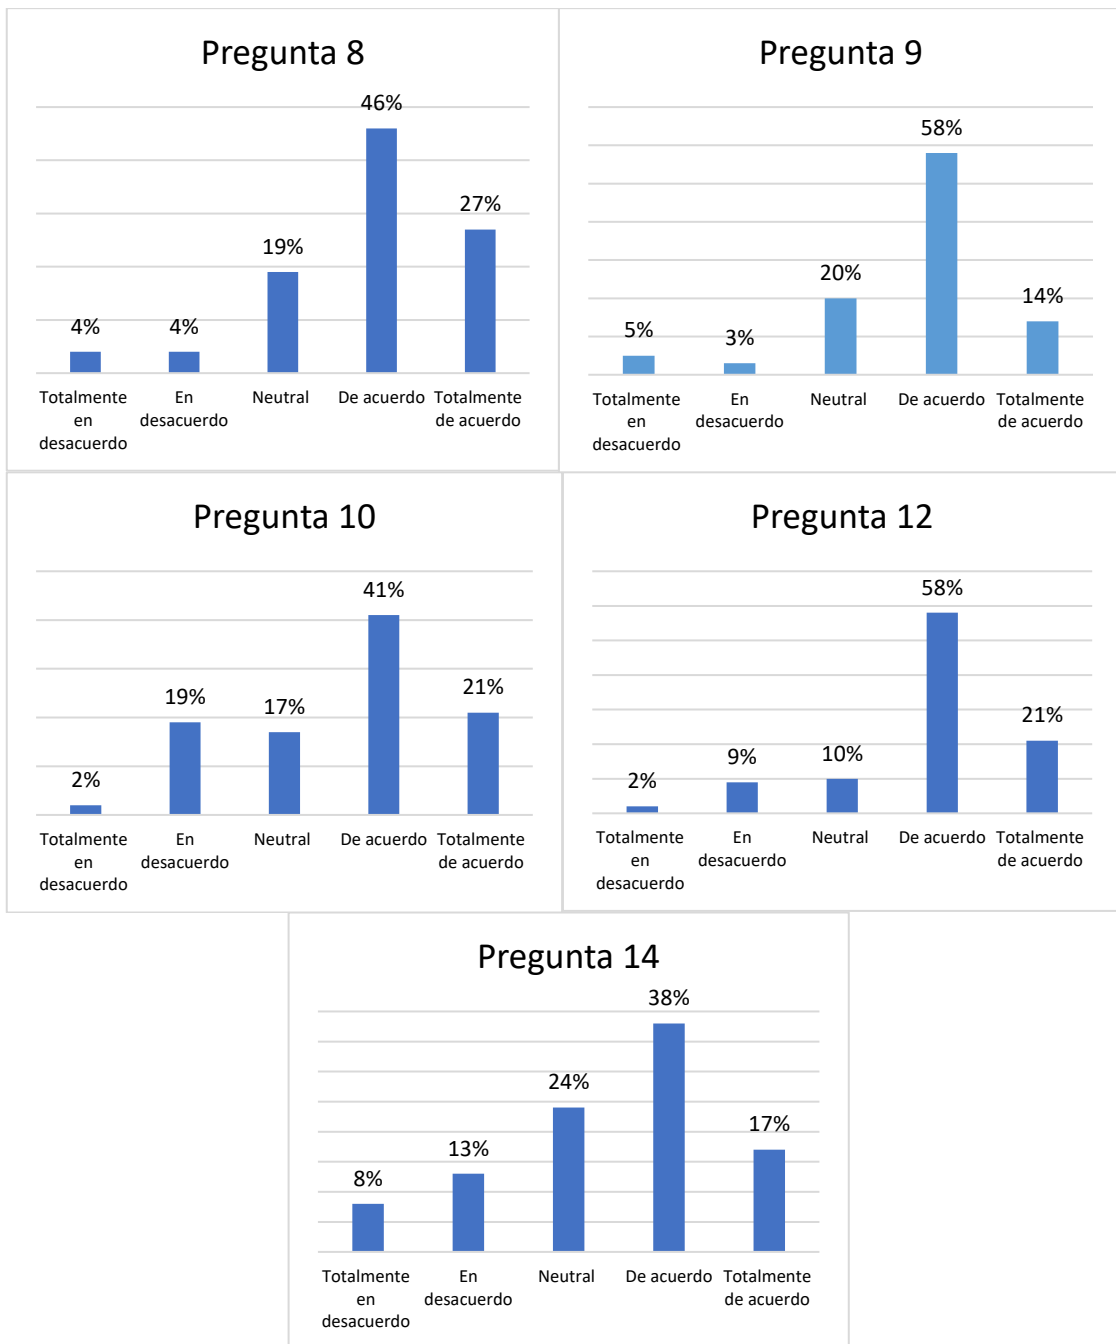 Pregunta 8
46%
27%
19%
4%
4%
Totalmente
en
desacuerdo
En
desacuerdo
Neutral
De acuerdo
Totalmente
de acuerdo
Pregunta 9
58%
20%
14%
5%
3%
Totalmente
en
desacuerdo
En
desacuerdo
Neutral
De acuerdo
Totalmente
de acuerdo
Pregunta 10
41%
21%
19%
17%
2%
Totalmente
en
desacuerdo
En
desacuerdo
Neutral
De acuerdo
Totalmente
de acuerdo
Pregunta 12
58%
21%
10%
9%
2%
Totalmente
en
desacuerdo
En
desacuerdo
Neutral
De acuerdo
Totalmente
de acuerdo
Pregunta 14
38%
24%
17%
13%
8%
Totalmente
en
desacuerdo
En
desacuerdo
Neutral
De acuerdo
Totalmente
de acuerdo